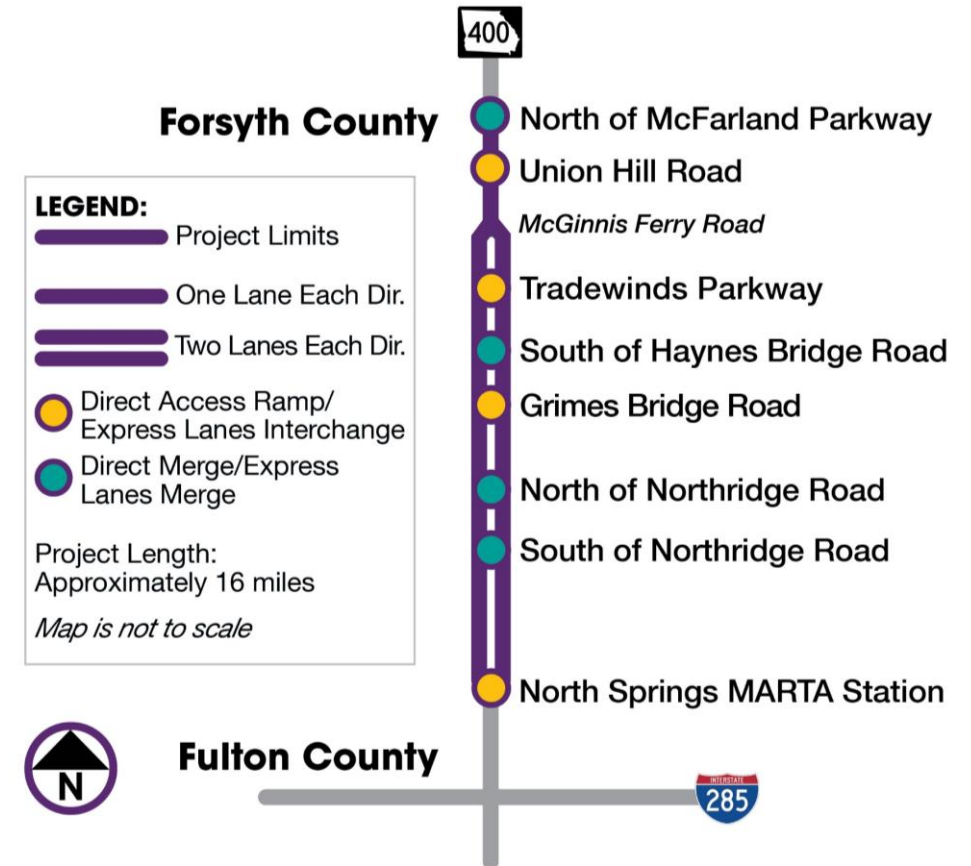 400
Forsyth County
North of McFarland Parkway
Union Hill Road
McGinnis Ferry Road
Tradewinds Parkway
South of Haynes Bridge Road
Grimes Bridge Road
North of Northridge Road
South of Northridge Road
North Springs MARTA Station
LEGEND:
Project Limits
One Lane Each Dir.
Two Lanes Each Dir.
Direct Access Ramp/
Express Lanes Interchange
Direct Merge/Express
Lanes Merge
Project Length:
Approximately 16 miles
Map is not to scale
N
Fulton County
INTERSTATE
285